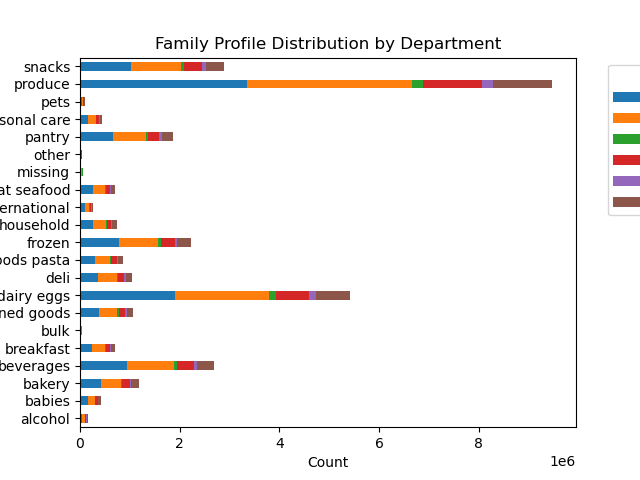 Family Profile Distribution by Department
snacks
produce
pets
sonal care
pantry
other
missing
at seafood
ernational
household
frozen
oods pasta
deli
dairy eggs
ned goods
bulk
breakfast
beverages
bakery
babies
alcohol
0 2 4 6 8
1e6
Count